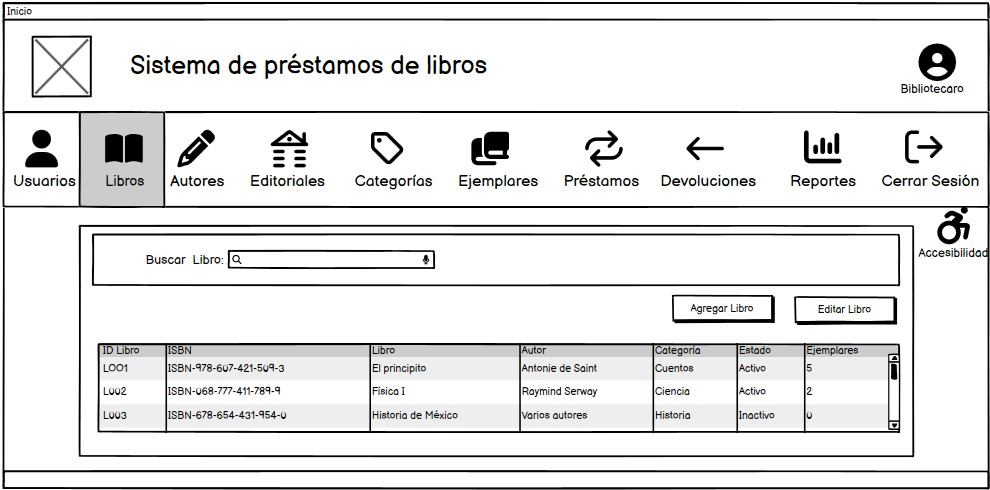 Inicio
Sistema de préstamos de libros
Bibliotecaro
Usuarios Libros Autores Editoriales Categorías Ejemplares Préstamos Devoluciones Reportes Cerrar Sesión
Accesibilidad
Buscar Libro:
Agregar Libro Editar Libro
ID Libro ISBN Libro Autor Categoría Estado Ejemplares
L001 ISBN-978-607-421-509-3 El principito Antonie de Saint Cuentos Activo 5
L002 ISBN-068-777-411-789-9 Física I Raymind Serway Ciencia Activo 2
L003 ISBN-678-654-431-954-0 Historia de México Varios autores Historia Inactivo 0